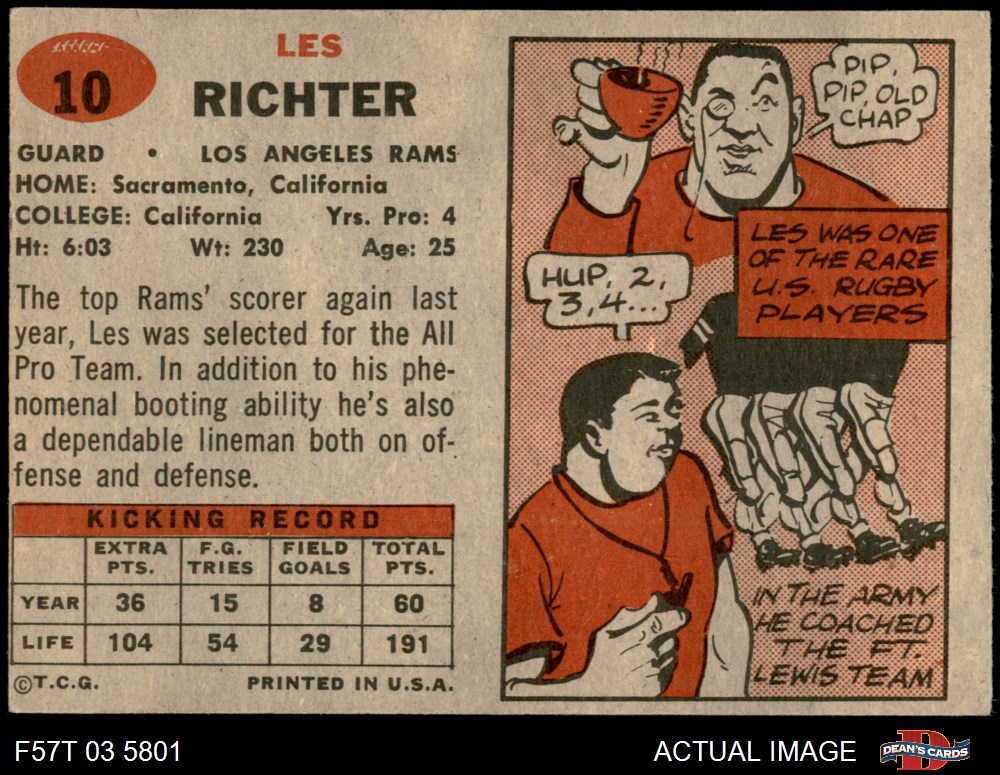 10
LES
RICHTER
GUARD • LOS ANGELES RAMS
HOME: Sacramento, California
COLLEGE: California Yrs. Pro: 4
Ht: 6:03 Wt: 230 Age: 25
The top Rams' scorer again last
year, Les was selected for the All
Pro Team. In addition to his phe-
nomenal booting ability he's also
a dependable lineman both on of-
fense and defense.
KICKING RECORD
EXTRA PTS. F.G. TRIES FIELD GOALS TOTAL PTS.
YEAR 36 15 8 60
LIFE 104 54 29 191
©T.C.G. PRINTED IN U.S.A.
PIP,
PIP, OLD
CHAP
LES WAS ONE
OF THE RARE
U.S. RUGBY
PLAYERS
HUP, 2,
3, 4...
IN THE ARMY
HE COACHED
THE FT.
LEWIS TEAM
F57T 03 5801
ACTUAL IMAGE
DEAN'S CARDS